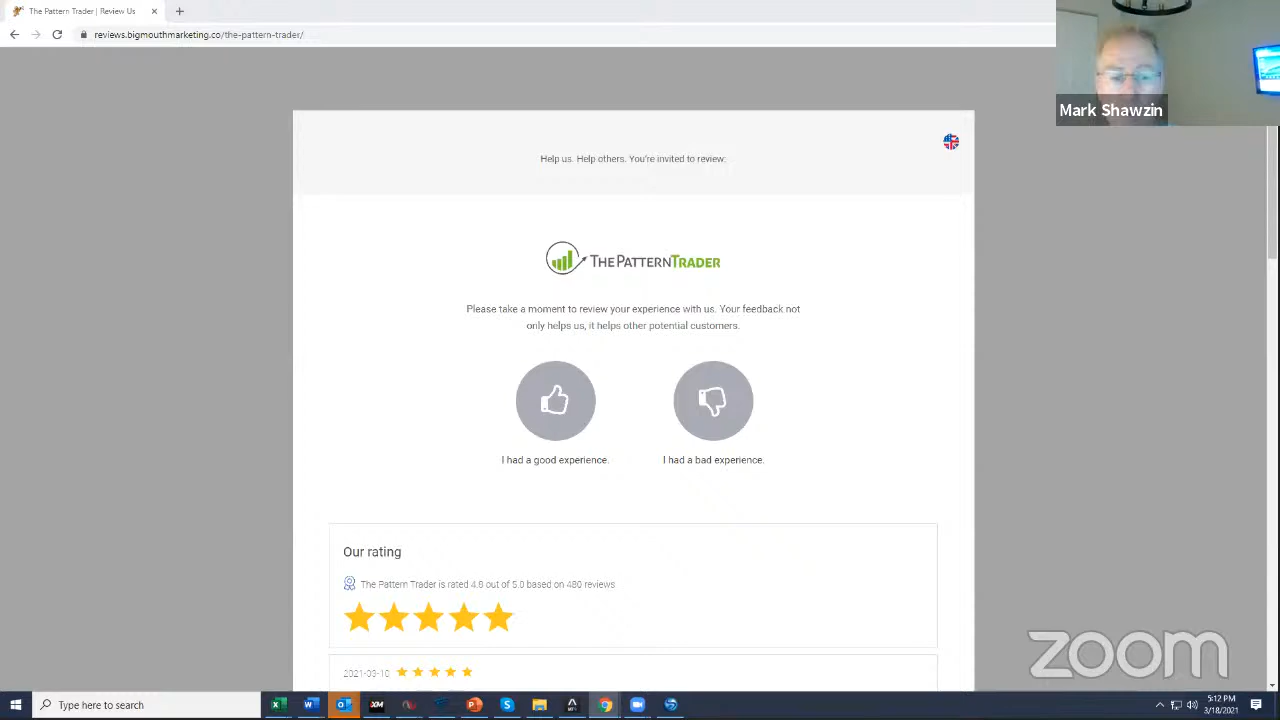 The Pattern Trader | Review Us
reviews.bigmouthmarketing.co/the-pattern-trader/
Mark Shawzin
Help us. Help others. You're invited to review:
THEPATTERNTRADER
Please take a moment to review your experience with us. Your feedback not
only helps us, it helps other potential customers.
I had a good experience.
I had a bad experience.
Our rating
The Pattern Trader is rated 4.8 out of 5.0 based on 480 reviews
2021-03-10
zoom
Type here to search
5:12 PM
3/18/2021